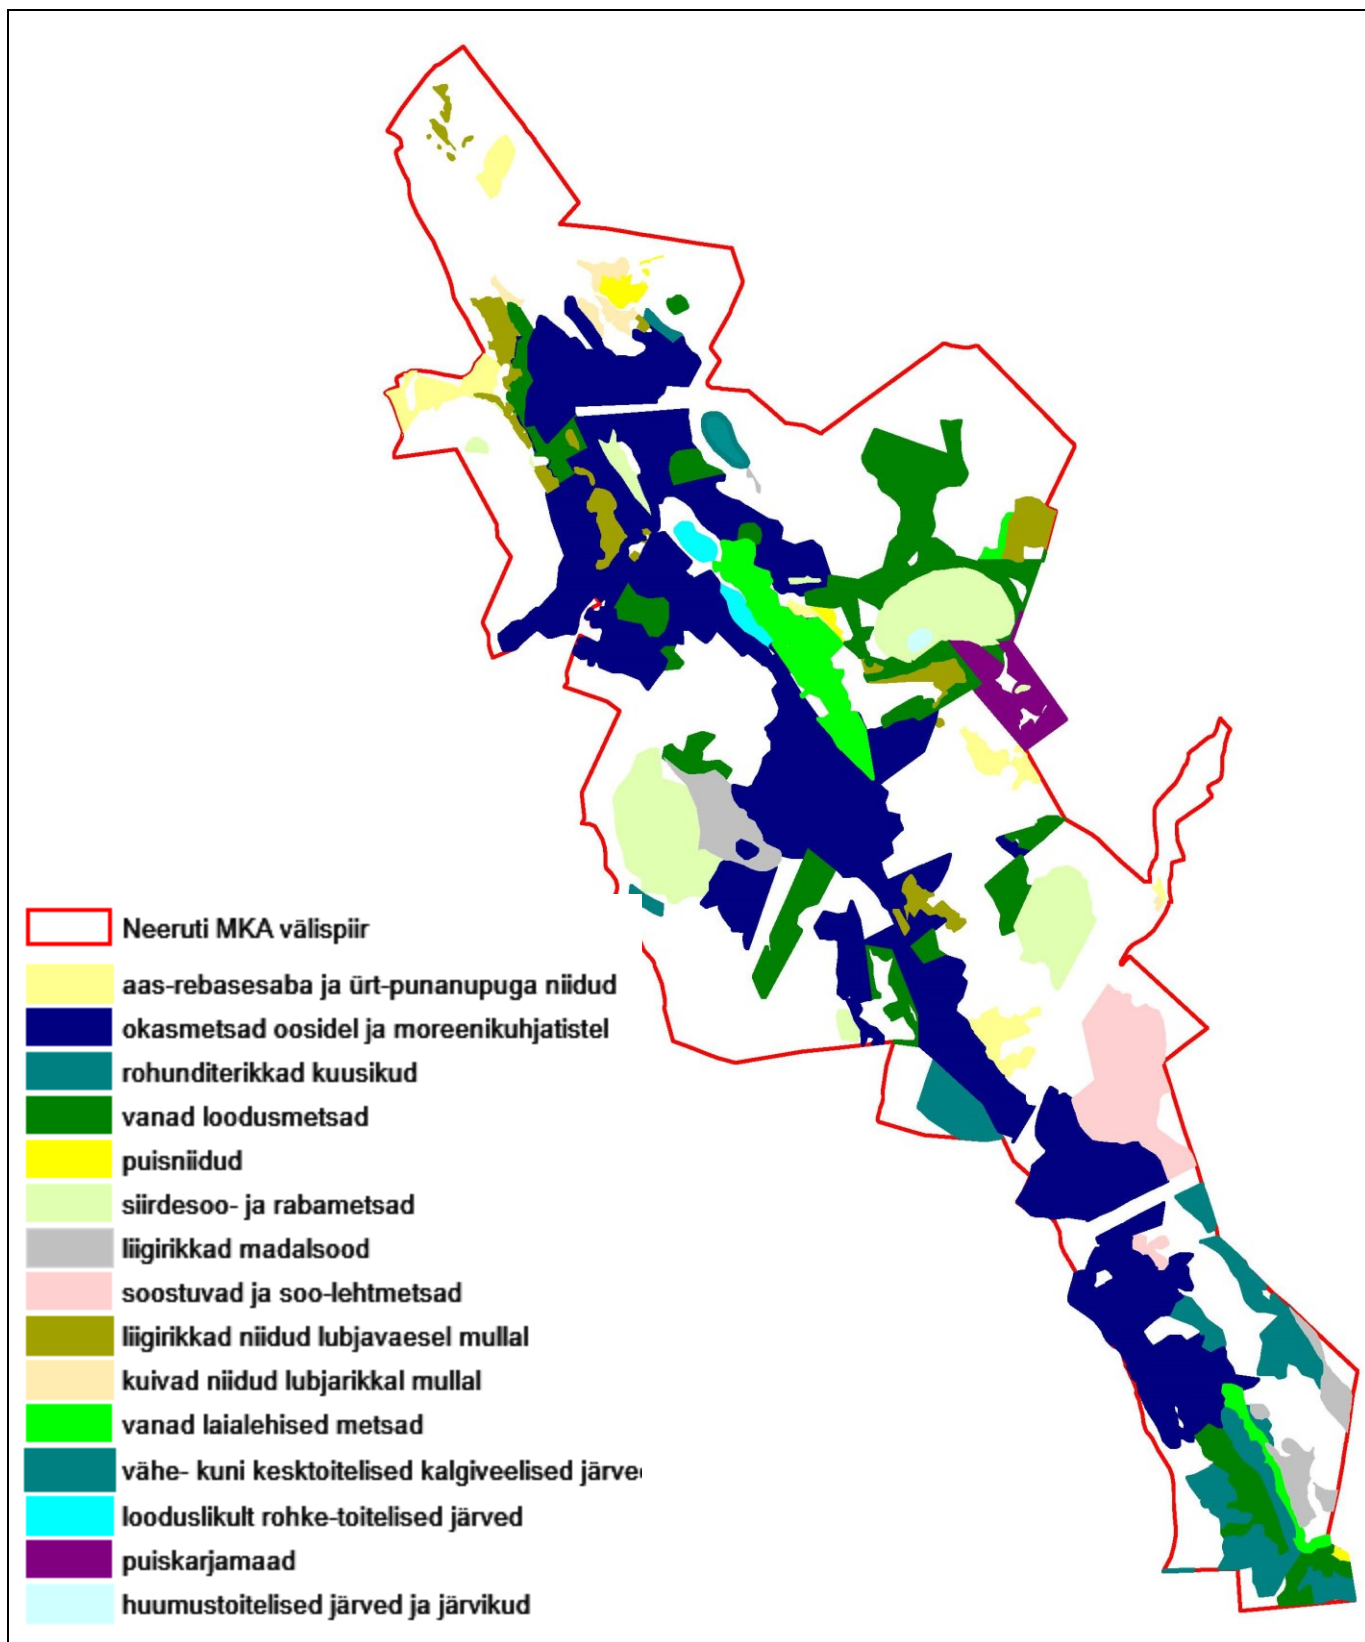 Neeruti MKA välispiir
aas-rebasesaba ja ürt-punanupuga niidud
okasmetsad oosidel ja moreenikuhjatistel
rohunditerikkad kuusikud
vanad loodusmetsad
puisniidud
siirdesoo- ja rabametsad
liigirikkad madalsood
soostuvad ja soo-lehtmetsad
liigirikkad niidud lubjavaesel mullal
kuivad niidud lubjarikkal mullal
vanad laialehised metsad
vähe- kuni kesktoitelised kalgiveelised järve
looduslikult rohke-toitelised järved
puiskarjamaad
huumustoitelised järved ja järvikud